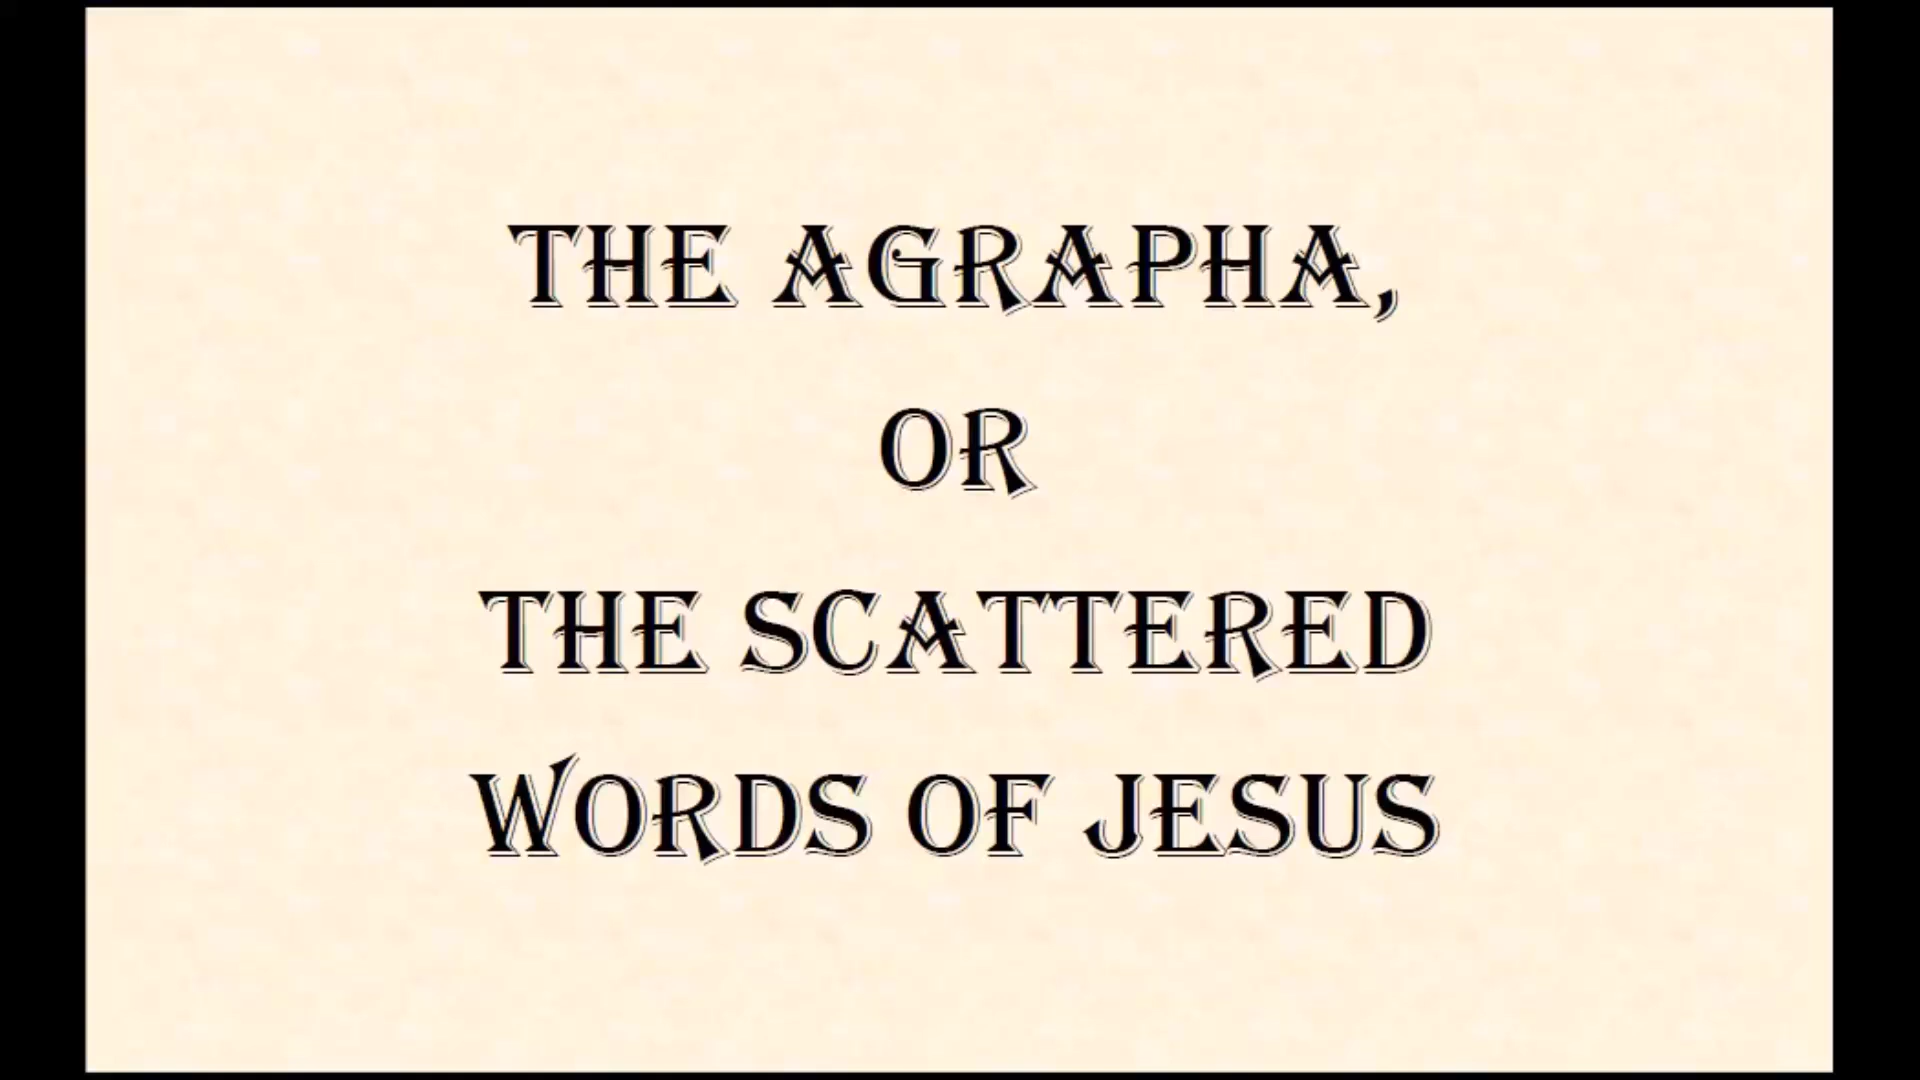 THE AGRAPHA,
OR
THE SCATTERED
WORDS OF JESUS